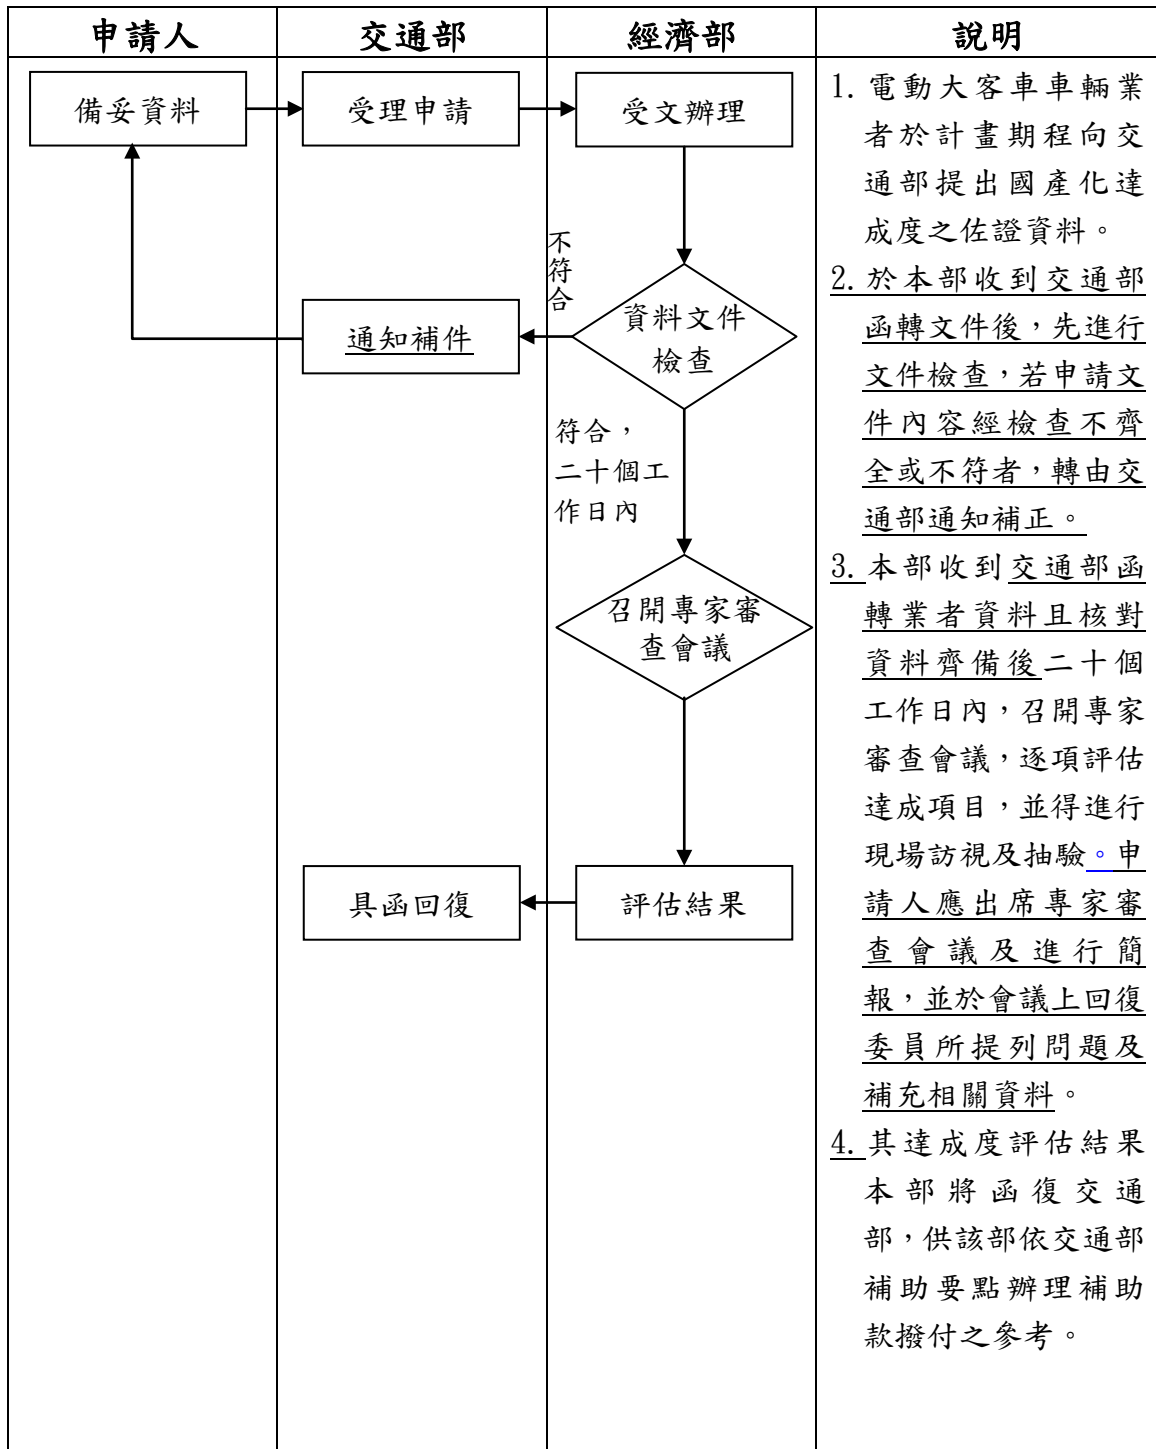 申請人
交通部
經濟部
說明
備妥資料
受理申請
受文辦理
不
符
合
通知補件
資料文件
檢查
符合，
二十個工
作日內
召開專家審
查會議
具函回復
評估結果
1. 電動大客車車輛業
者於計畫期程向交
通部提出國產化達
成度之佐證資料。
2. 於本部收到交通部
函轉文件後，先進行
文件檢查，若申請文
件內容經檢查不齊
全或不符者，轉由交
通部通知補正。
3. 本部收到交通部函
轉業者資料且核對
資料齊備後二十個
工作日內，召開專家
審查會議，逐項評估
達成項目，並得進行
現場訪視及抽驗。申
請人應出席專家審
查會議及進行簡
報，並於會議上回復
委員所提列問題及
補充相關資料。
4. 其達成度評估結果
本部將函復交通
部，供該部依交通部
補助要點辦理補助
款撥付之參考。